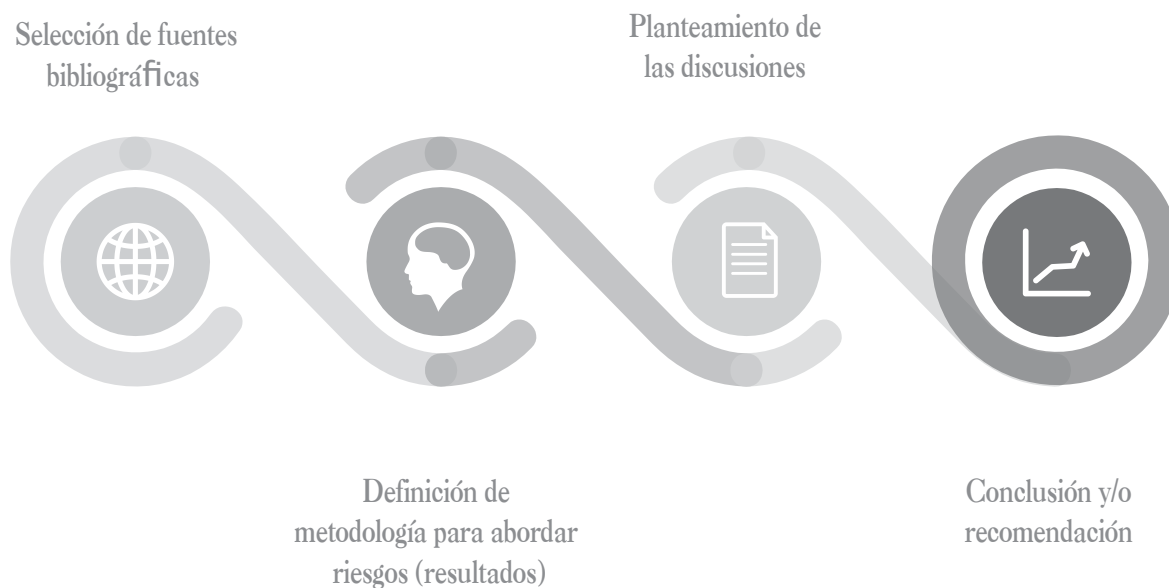 Selección de fuentes
bibliográficas
Definición de
metodología para abordar
riesgos (resultados)
Planteamiento de
las discusiones
Conclusión y/o
recomendación